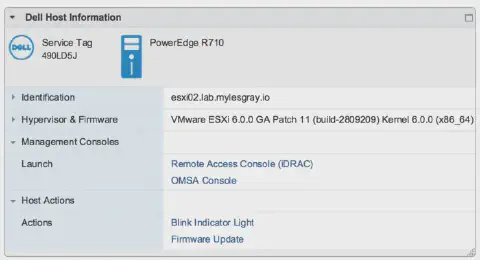 Dell Host Information
DELL
Service Tag
490LD5J
PowerEdge R710
Identification esxi02.lab.mylesgray.io
Hypervisor & Firmware VMware ESXi 6.0.0 GA Patch 11 (build-2809209) Kernel 6.0.0 (x86_64)
Management Consoles
Launch Remote Access Console (iDRAC)
OMSA Console
Host Actions
Actions Blink Indicator Light
Firmware Update